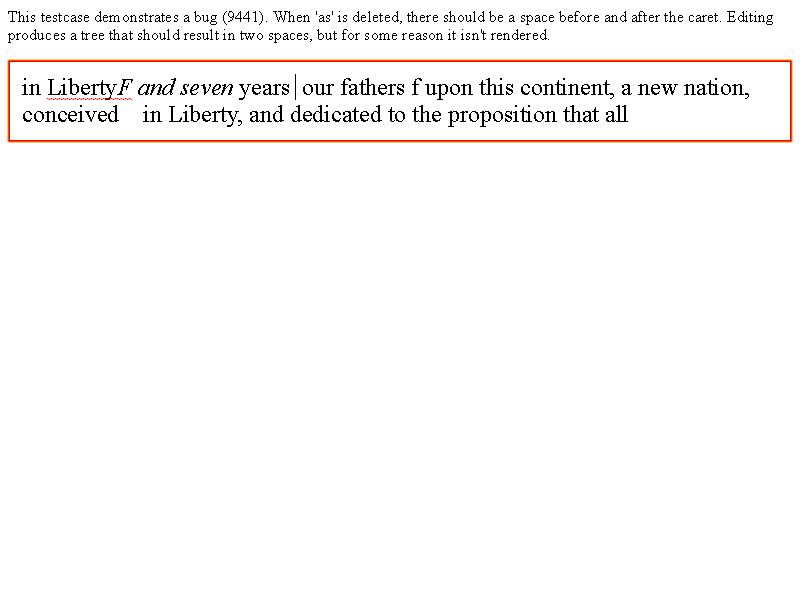 This testcase demonstrates a bug (9441). When 'as' is deleted, there should be a space before and after the caret. Editing
produces a tree that should result in two spaces, but for some reason it isn't rendered.
in LibertyF and seven years our fathers f upon this continent, a new nation,
conceived    in Liberty, and dedicated to the proposition that all